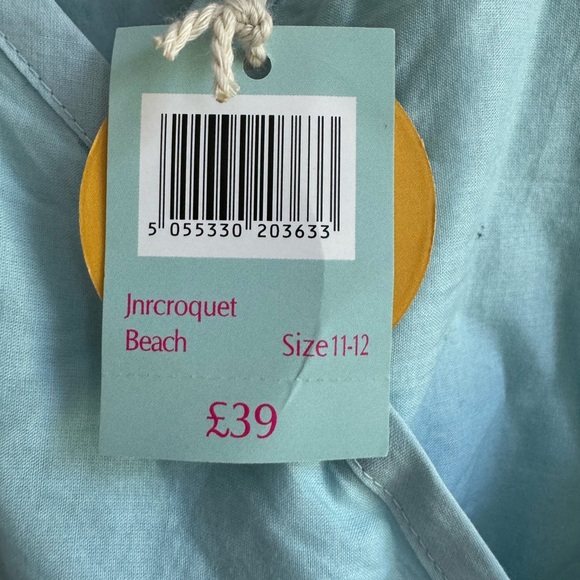 5 055330 203633
Jnrcroquet
Beach Size 11-12
£39